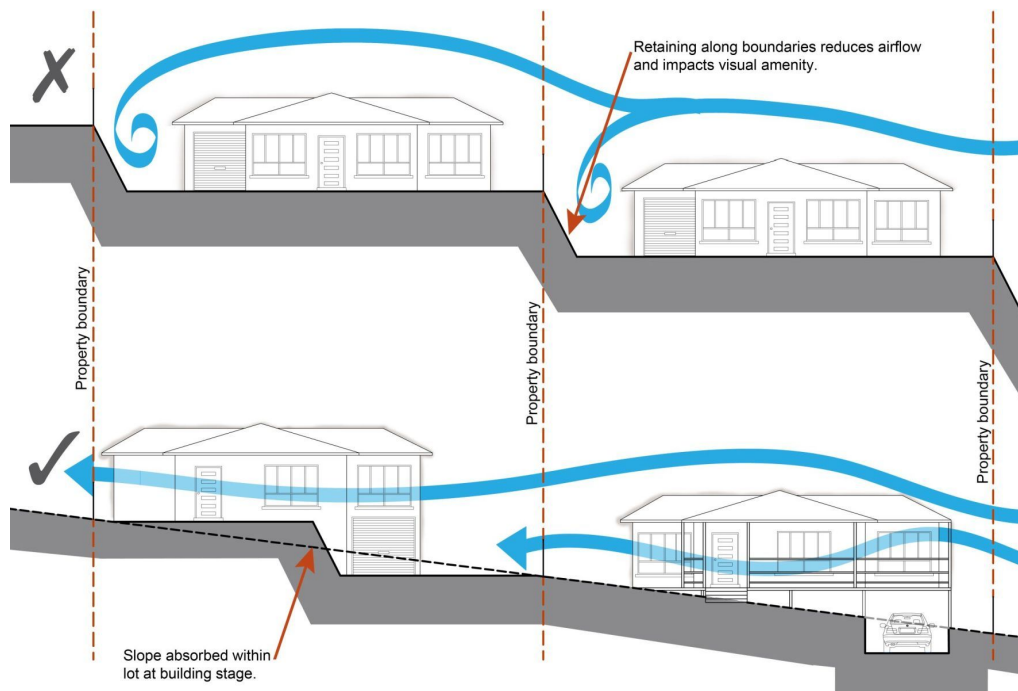 Retaining along boundaries reduces airflow
and impacts visual amenity.
Property boundary
Property boundary
Property boundary
Slope absorbed within
lot at building stage.